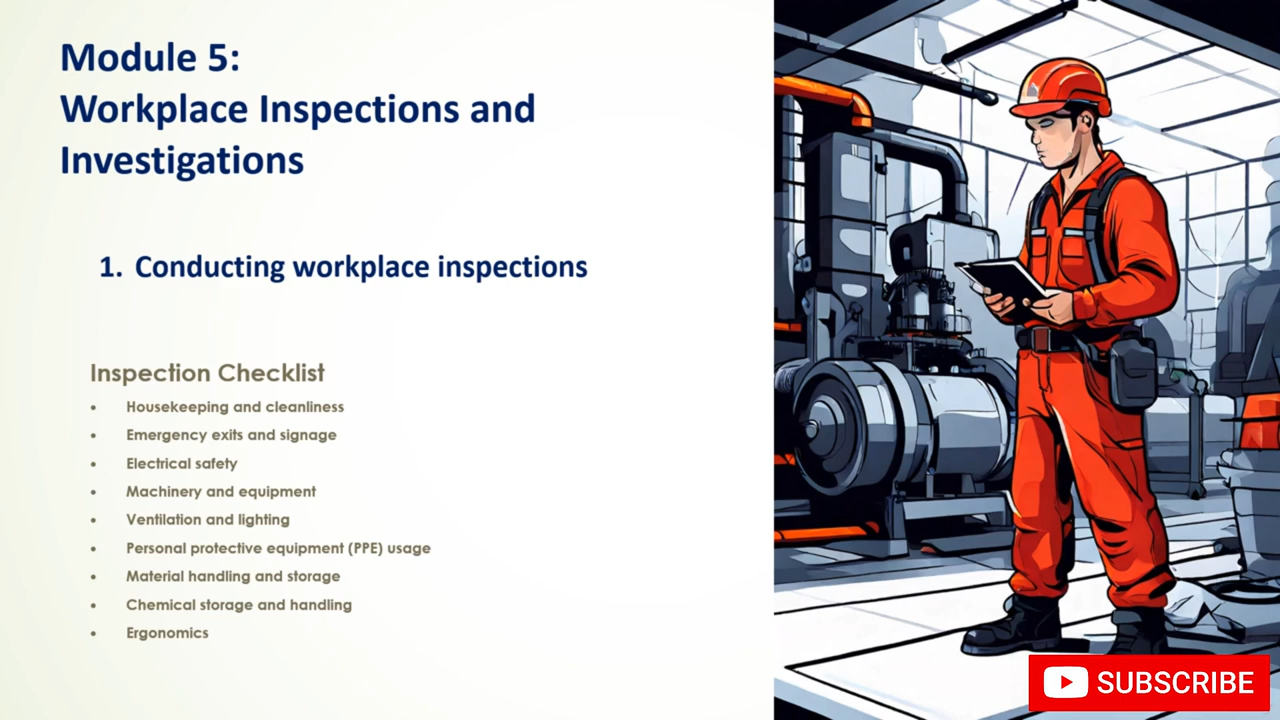 Module 5:
Workplace Inspections and
Investigations
1. Conducting workplace inspections
Inspection Checklist
• Housekeeping and cleanliness
• Emergency exits and signage
• Electrical safety
• Machinery and equipment
• Ventilation and lighting
• Personal protective equipment (PPE) usage
• Material handling and storage
• Chemical storage and handling
• Ergonomics
SUBSCRIBE